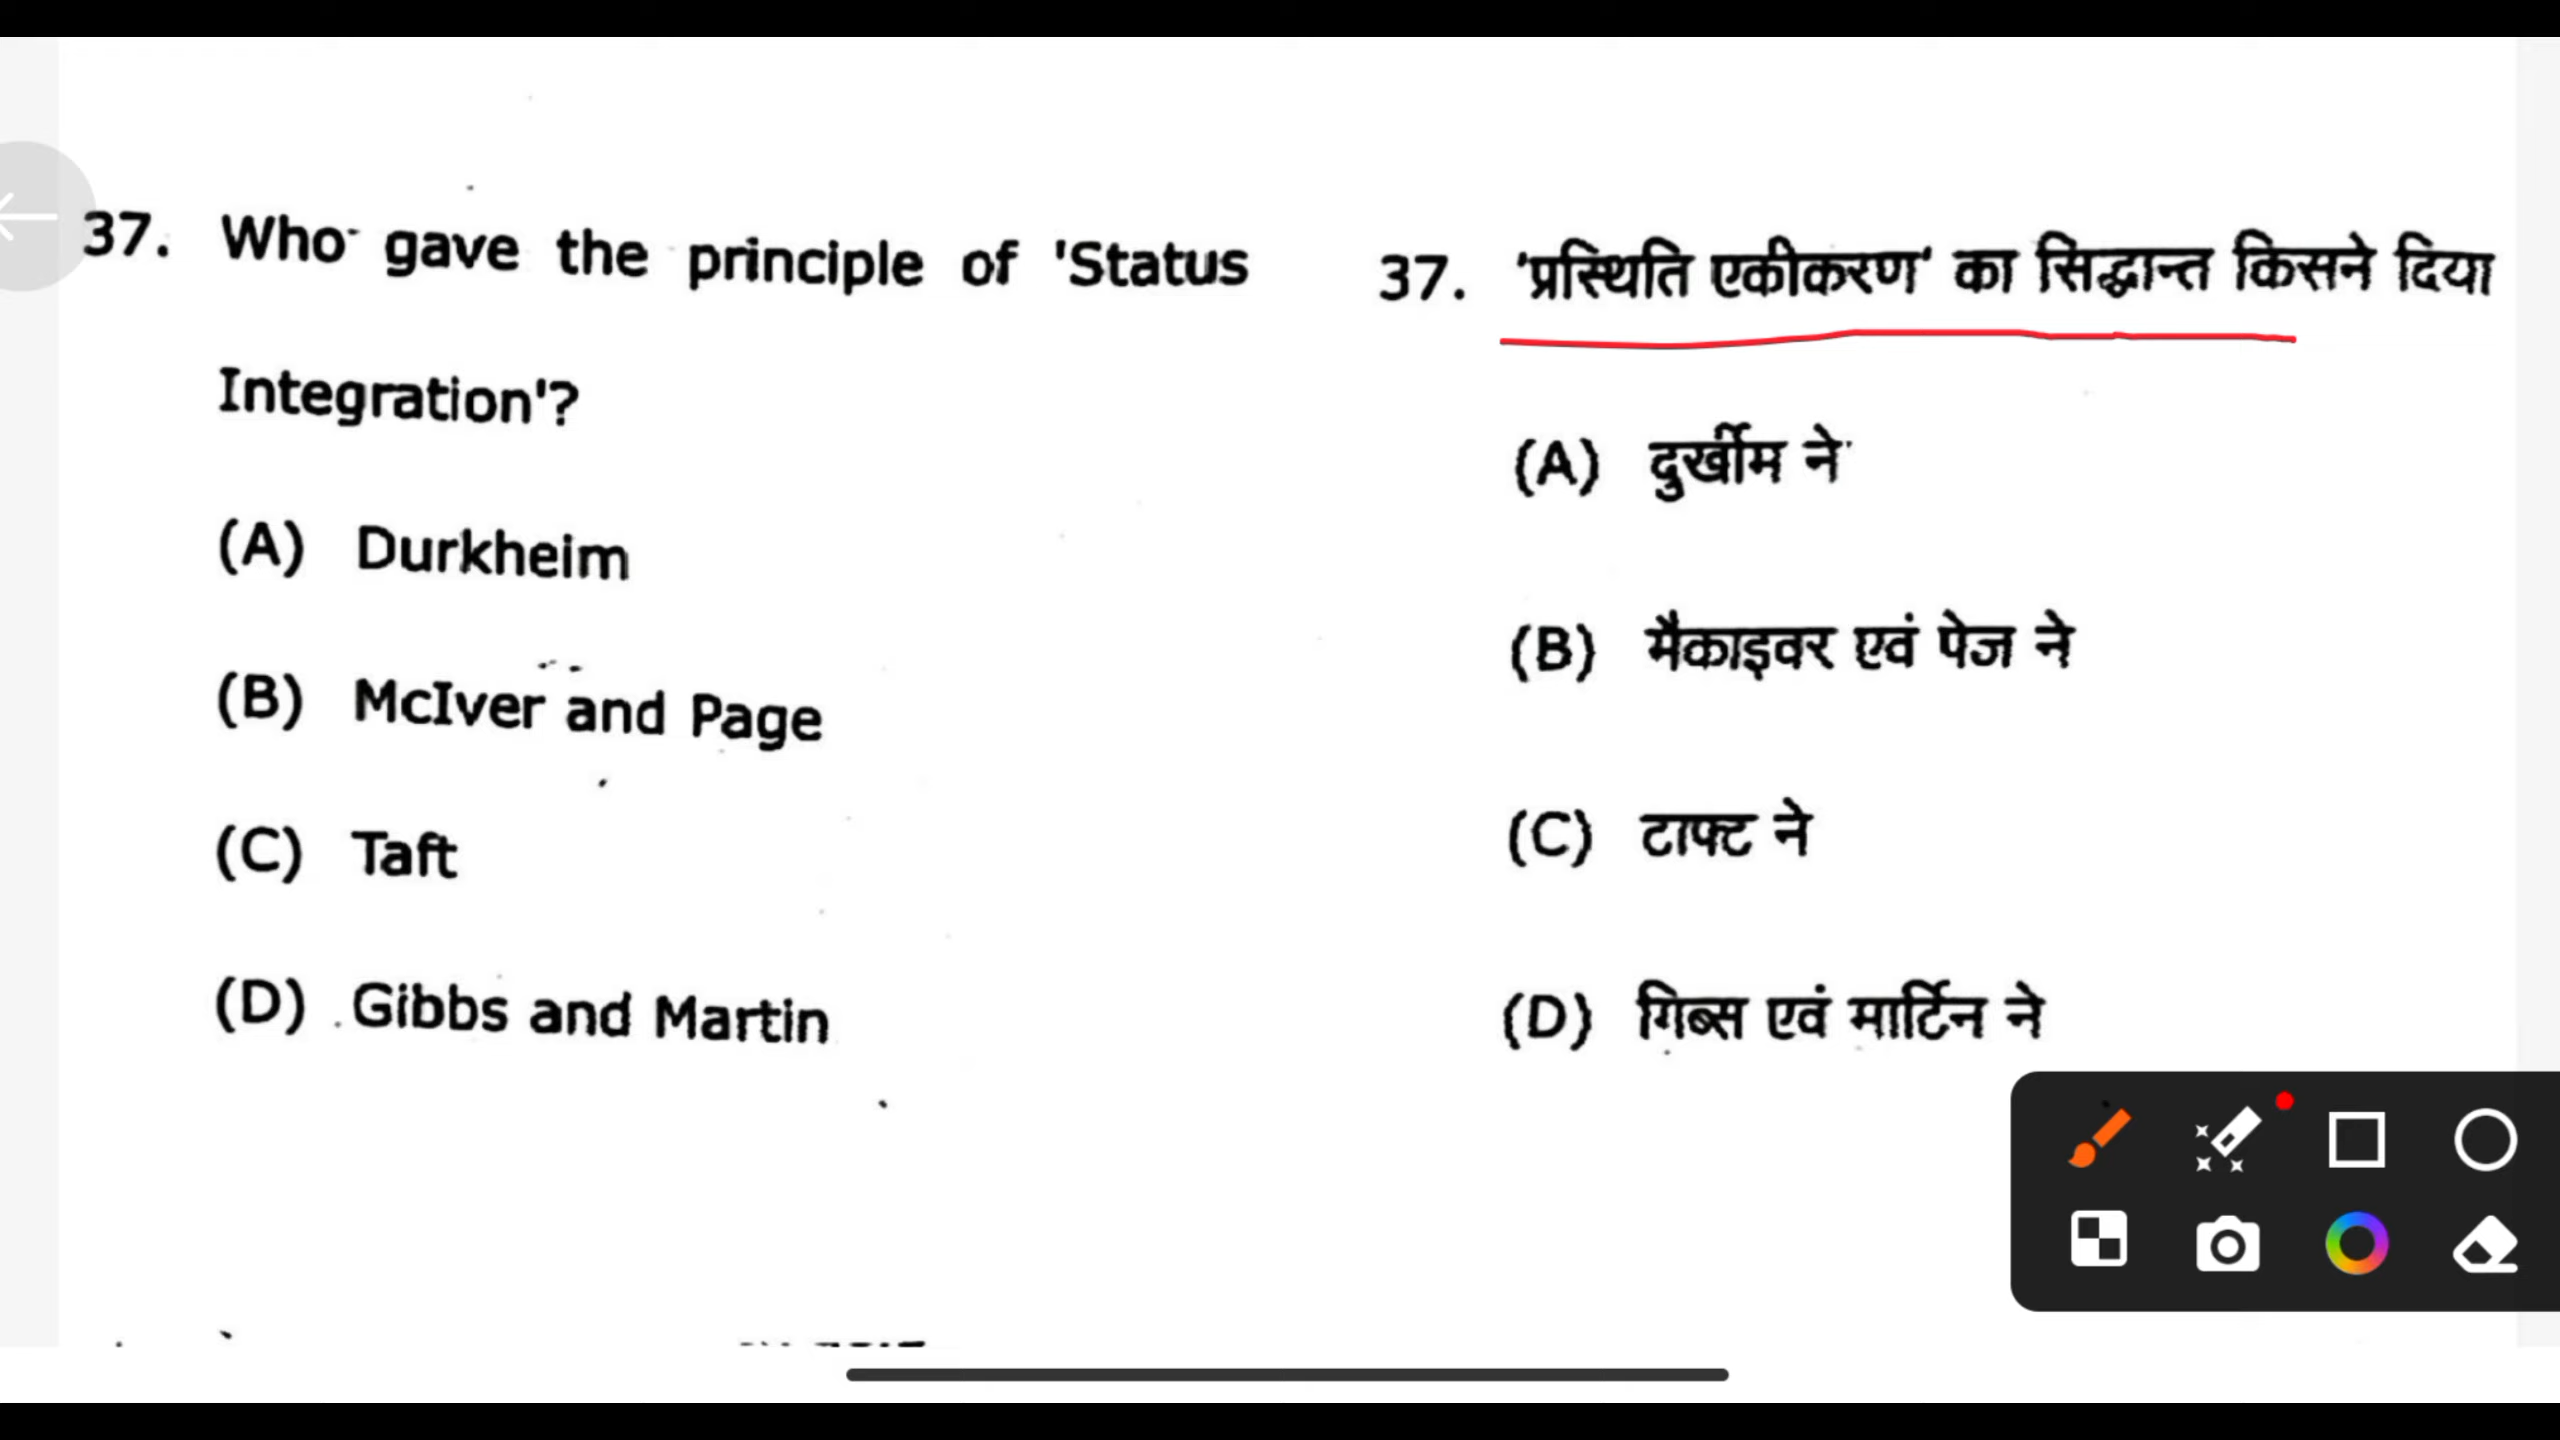 37. Who gave the principle of 'Status
Integration'?
(A) Durkheim
(B) McIver and Page
(C) Taft
(D) Gibbs and Martin
37. 'प्रस्थिति एकीकरण' का सिद्धान्त किसने दिया
(A) दुर्खीम ने
(B) मैकाइवर एवं पेज ने
(C) टाफ्ट ने
(D) गिब्स एवं मार्टिन ने